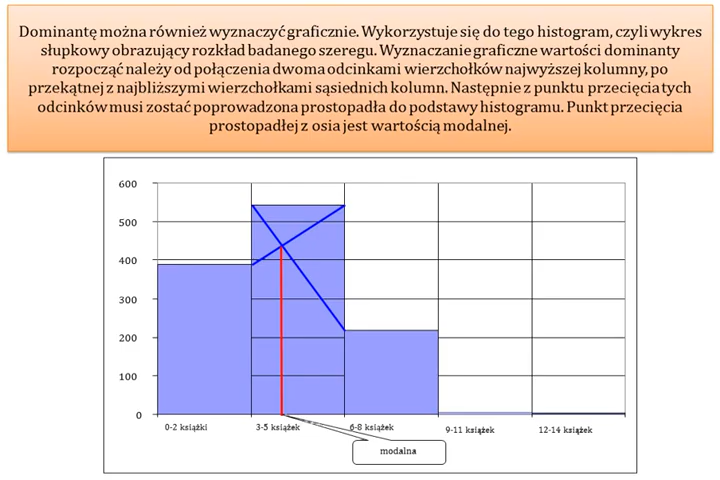 Dominantę można również wyznaczyć graficznie. Wykorzystuje się do tego histogram, czyli wykres
słupkowy obrazujący rozkład badanego szeregu. Wyznaczanie graficzne wartości dominanty
rozpocząć należy od połączenia dwoma odcinkami wierzchołków najwyższej kolumny, po
przekątnej z najbliższymi wierzchołkami sąsiednich kolumn. Następnie z punktu przecięcia tych
odcinków musi zostać poprowadzona prostopadła do podstawy histogramu. Punkt przecięcia
prostopadłej z osia jest wartością modalnej.
600
500
400
300
200
100
0
0-2 książki 3-5 książek 6-8 książek 9-11 książek 12-14 książek
modalna